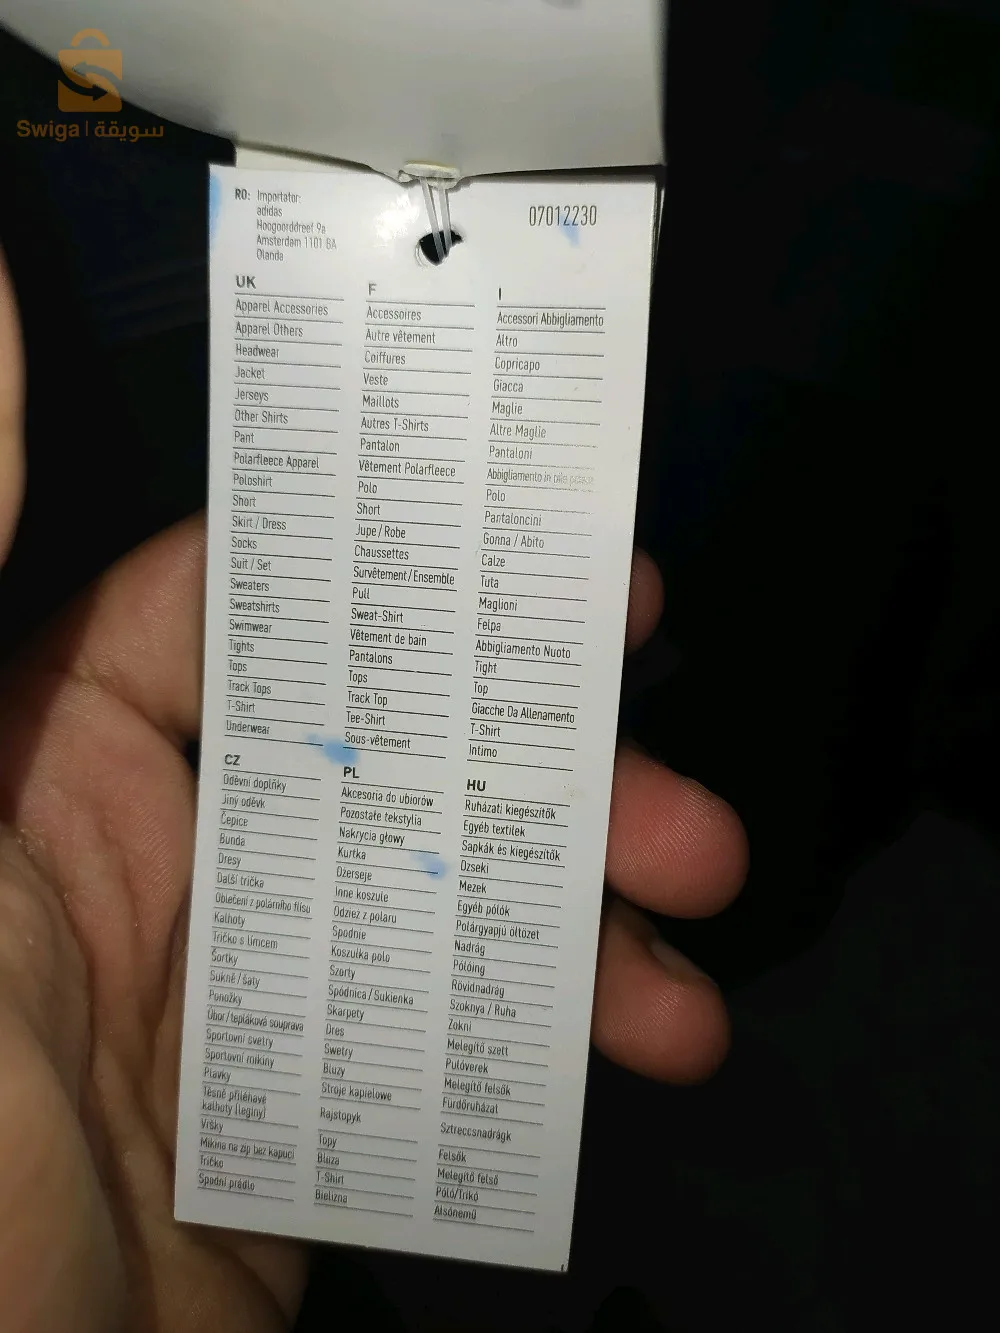 Swiga | سويقة
RO: Importator:
adidas
Hoogoorddreef 9a
Amsterdam 1101 BA
Olanda
07012230
UK
Apparel Accessories
Apparel Others
Headwear
Jacket
Jerseys
Other Shirts
Pant
Polarfleece Apparel
Poloshirt
Short
Skirt / Dress
Socks
Suit / Set
Sweaters
Sweatshirts
Swimwear
Tights
Tops
Track Tops
T-Shirt
Underwear
F
Accessoires
Autre vêtement
Coiffures
Veste
Maillots
Autres T-Shirts
Pantalon
Vêtement Polarfleece
Polo
Short
Jupe / Robe
Chaussettes
Survêtement / Ensemble
Pull
Sweat-Shirt
Vêtement de bain
Pantalons
Tops
Track Top
Tee-Shirt
Sous-vêtement
I
Accessori Abbigliamento
Altro
Copricapo
Giacca
Maglie
Altre Maglie
Pantaloni
Abbigliamento in pile
Polo
Pantaloncini
Gonna / Abito
Calze
Tuta
Maglioni
Felpa
Abbigliamento Nuoto
Tight
Top
Giacche Da Allenamento
T-Shirt
Intimo
CZ
Oděvní doplňky
Jiný oděvk
Čepice
Bunda
Dresy
Další trička
Oblečení z polárního flísu
Kalhoty
Tričko s límcem
Šortky
Sukně / šaty
Ponožky
Úbor / tepláková souprava
Sportovní svetry
Sportovní mikiny
Plavky
Těsně přiléhavé
kalhoty (legíny)
Vršky
Mikina na zip bez kapuci
Tričko
Spodní prádlo
PL
Akcesoria do ubiorów
Pozostałe tekstylia
Nakrycia głowy
Kurtka
Dżerseje
Inne koszule
Odzież z polaru
Spodnie
Koszulka polo
Szorty
Spódnica / Sukienka
Skarpety
Dres
Swetry
Bluzy
Stroje kąpielowe
Rajstopyk
Topy
Bluza
T-Shirt
Bielizna
HU
Ruházati kiegészítők
Egyéb textilek
Sapkák és kiegészítők
Dzseki
Mezek
Egyéb pólók
Polárgyapjú öltözet
Nadrág
Pólóing
Rövidnadrág
Szoknya / Ruha
Zokni
Melegítő szett
Pulóverek
Melegítő felsők
Fürdőruházat
Sztreccsnadrágk
Felsők
Melegítő felső
Póló/Trikó
Alsónemű